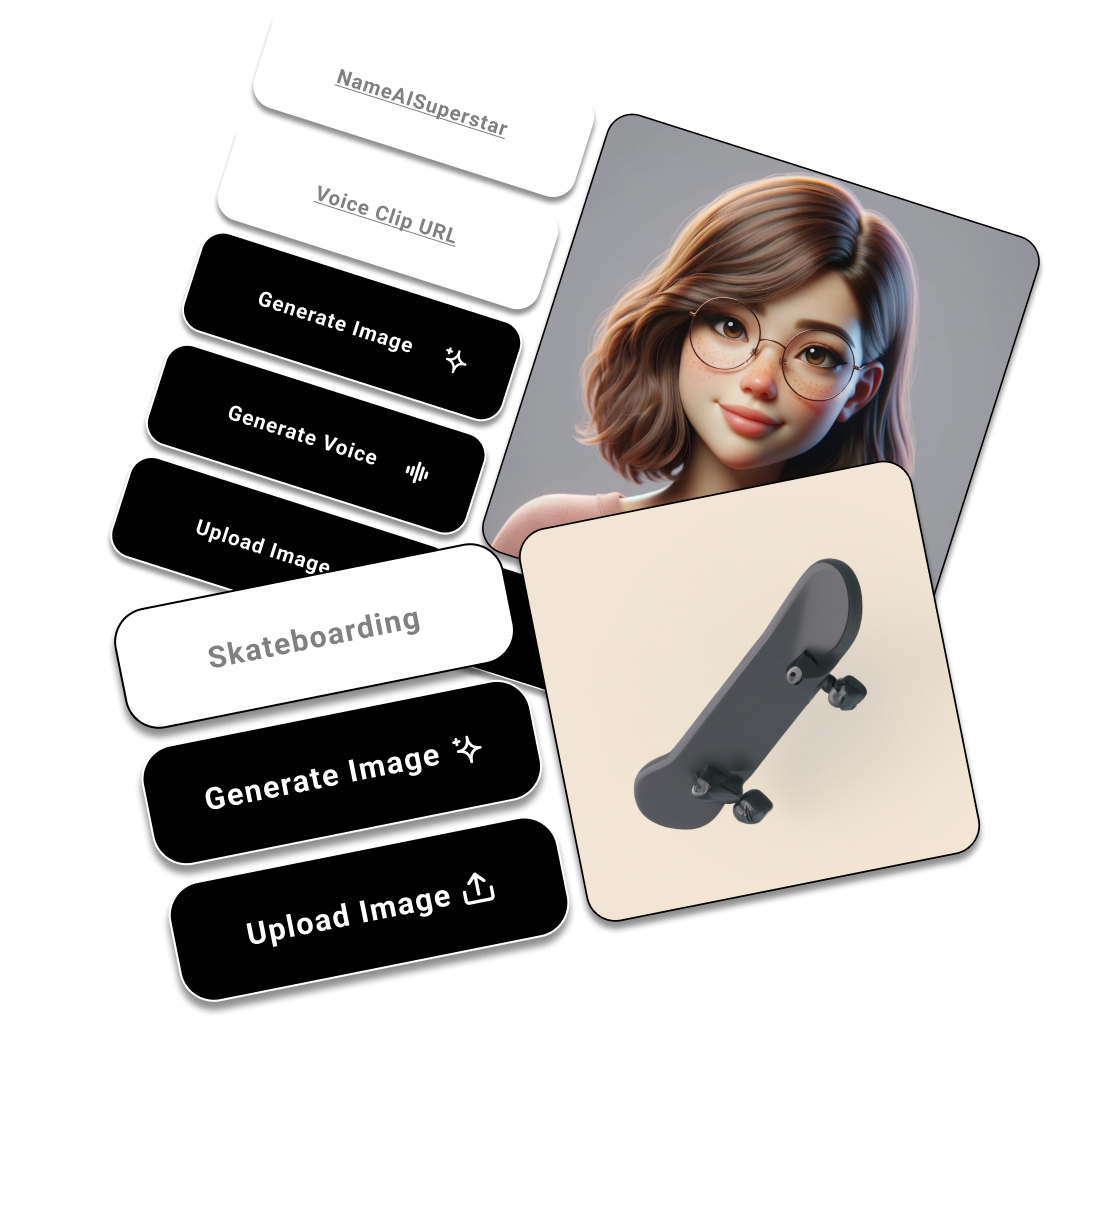 NameAISuperstar
Voice Clip URL
Generate Image
Generate Voice
Upload Image
Skateboarding
Generate Image
Upload Image